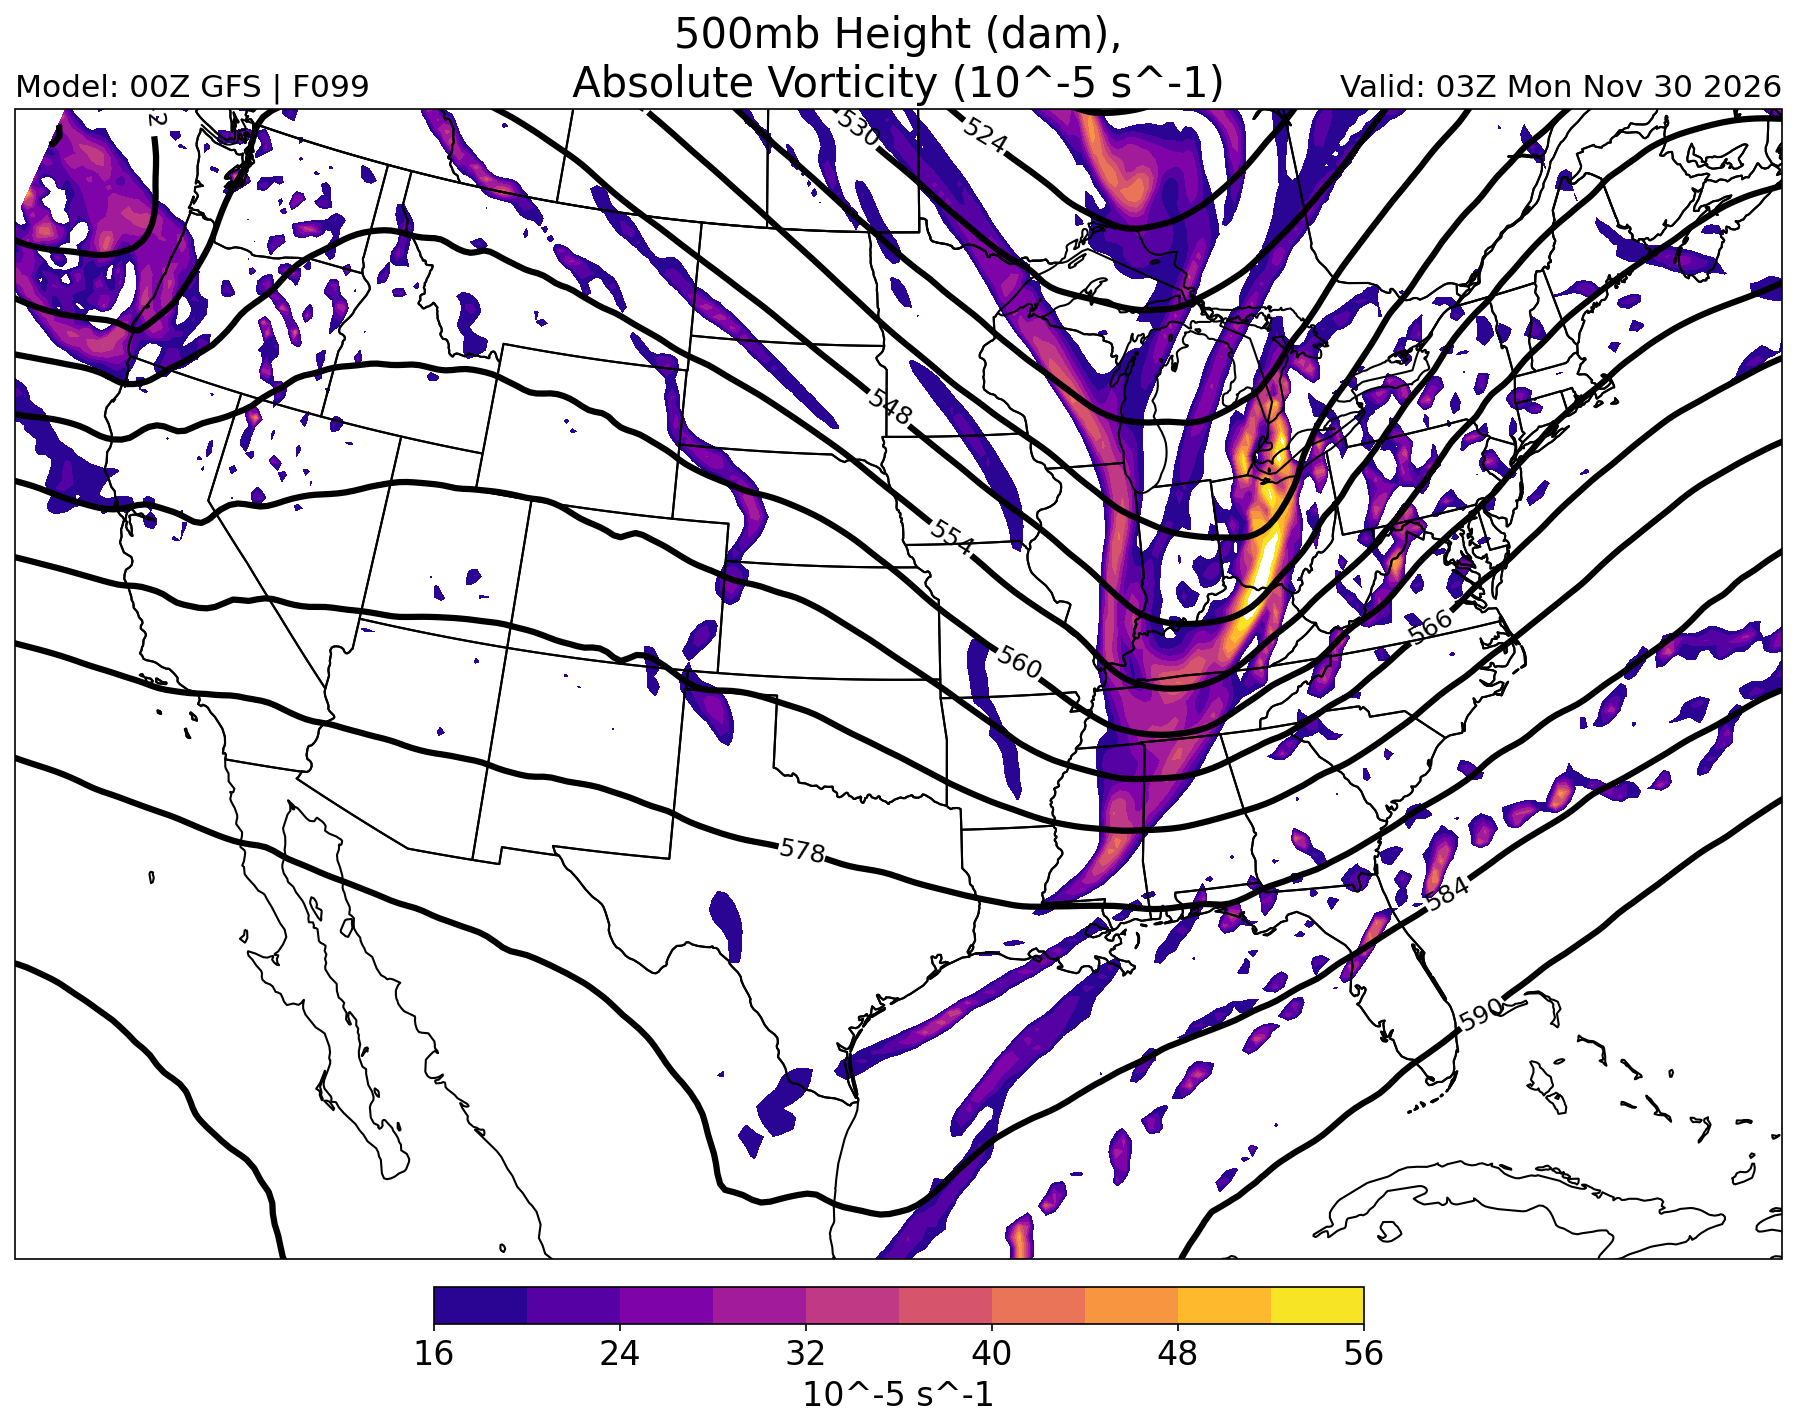 500mb Height (dam),
Absolute Vorticity (10^-5 s^-1)
Model: 00Z GFS | F099
Valid: 03Z Mon Nov 30 2026
2
530
524
548
554
560
566
578
584
590
16 24 32 40 48 56
10^-5 s^-1